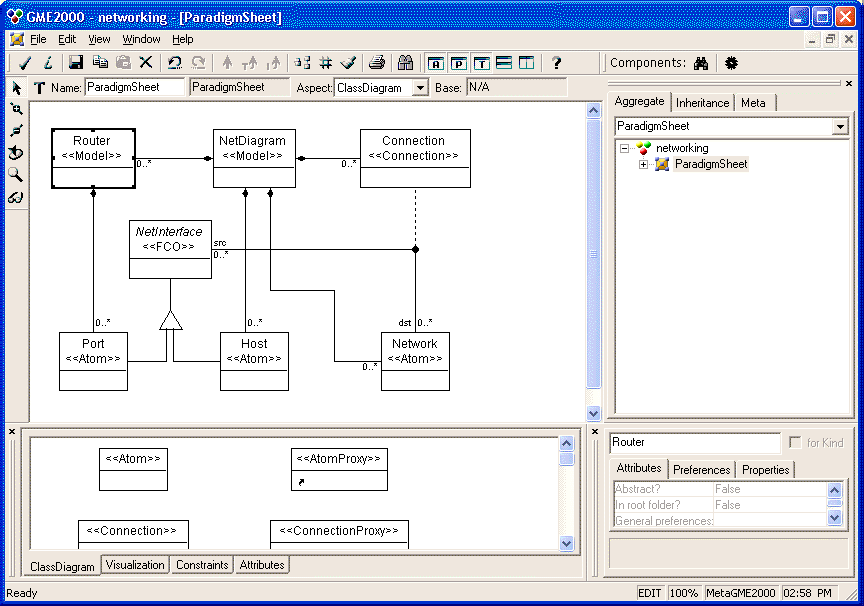 GME2000 - networking - [ParadigmSheet]
File Edit View Window Help
A P T ? Components:
T Name: ParadigmSheet ParadigmSheet Aspect: ClassDiagram Base: N/A
Router
<<Model>>
0..*
NetDiagram
<<Model>>
0..*
Connection
<<Connection>>
NetInterface
<<FCO>>
src
0..*
0..*
0..*
dst 0..*
Port
<<Atom>>
Host
<<Atom>>
0..*
Network
<<Atom>>
Aggregate Inheritance Meta
ParadigmSheet
networking
ParadigmSheet
<<Atom>>
<<AtomProxy>>
<<Connection>>
<<ConnectionProxy>>
ClassDiagram Visualization Constraints Attributes
Router for Kind
Attributes Preferences Properties
Abstract? False
In root folder? False
General preferences:
Ready EDIT 100% MetaGME2000 02:58 PM